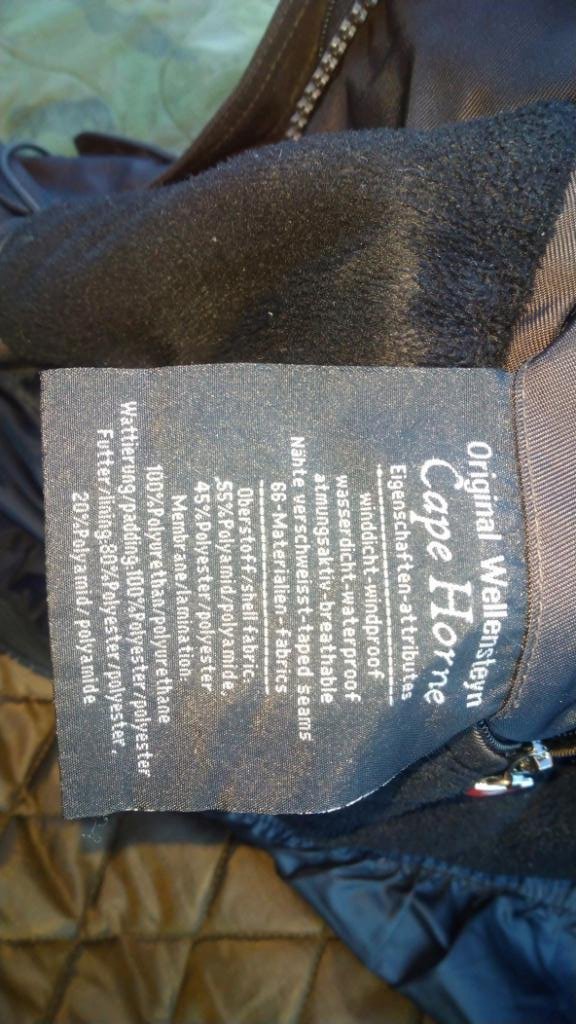 Original Wellensteyn
Cape Horne
Eigenschaften-attributes
winddicht-windproof
wasserdicht-waterproof
atmungsaktiv-breathable
Nähte verschweisst-taped seams
66-Materialien-fabrics
Oberstoff/shell fabric:
55%Polyamid/polyamide,
45%Polyester/polyester
Membrane/lamination:
100%Polyurethan/polyurethane
Wattierung/padding:100%Polyester/polyester
Futter/lining:80%Polyester/polyester,
20%Polyamid/polyamide